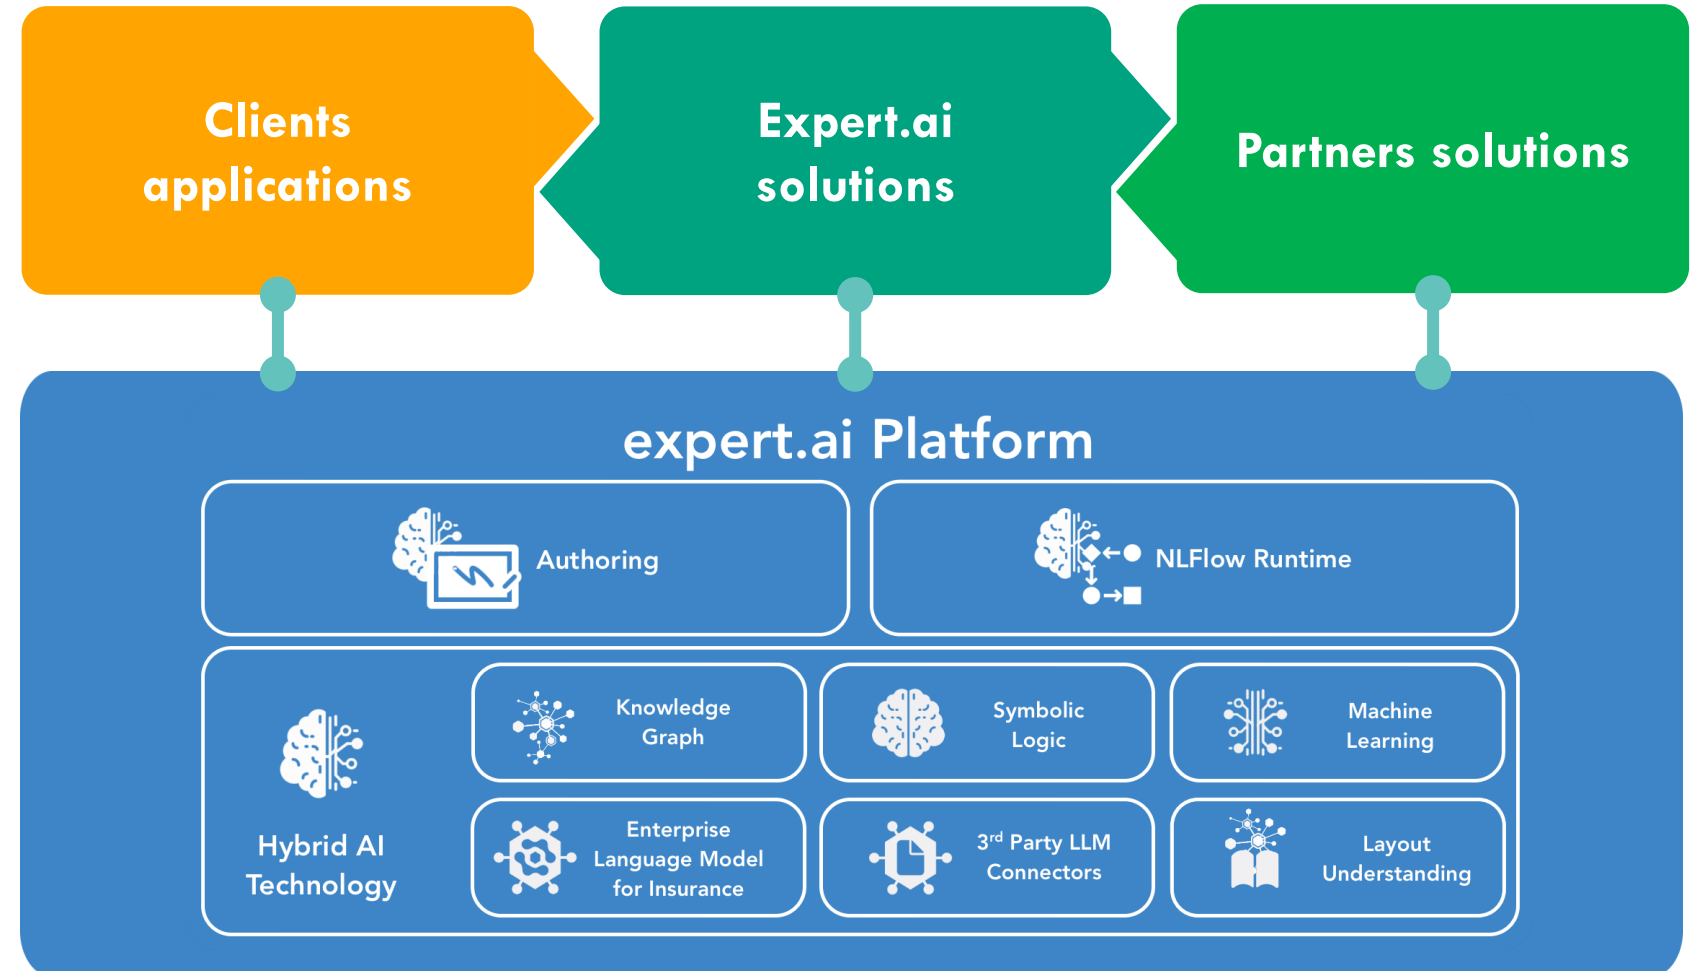 Clients
applications
Expert.ai
solutions
Partners solutions
expert.ai Platform
Authoring
NLFlow Runtime
Hybrid AI
Technology
Knowledge
Graph
Symbolic
Logic
Machine
Learning
Enterprise
Language Model
for Insurance
3rd Party LLM
Connectors
Layout
Understanding